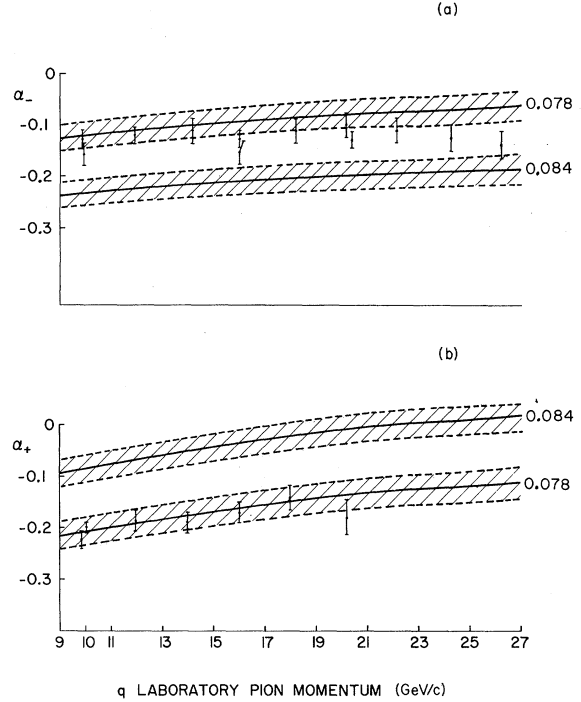 (a)
0
α₋
-0.1
-0.2
-0.3
0.078
0.084
(b)
0
α₊
-0.1
-0.2
-0.3
0.084
0.078
9 10 11 13 15 17 19 21 23 25 27
q LABORATORY PION MOMENTUM (GeV/c)